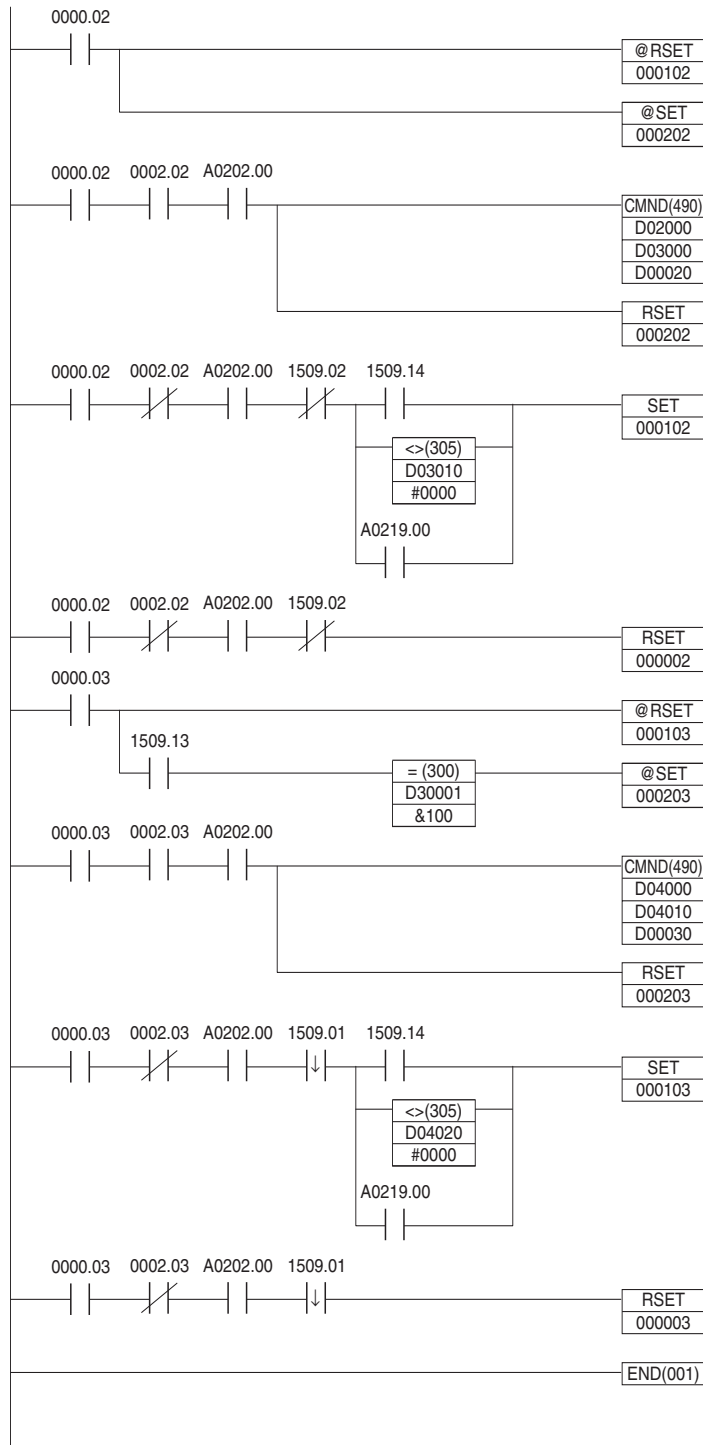 0000.02
@RSET
000102
@SET
000202
0000.02 0002.02 A0202.00
CMND(490)
D02000
D03000
D00020
RSET
000202
0000.02 0002.02 A0202.00 1509.02 1509.14
SET
000102
<>(305)
D03010
#0000
A0219.00
0000.02 0002.02 A0202.00 1509.02
RSET
000002
0000.03
@RSET
000103
1509.13
= (300)
D30001
&100
@SET
000203
0000.03 0002.03 A0202.00
CMND(490)
D04000
D04010
D00030
RSET
000203
0000.03 0002.03 A0202.00 1509.01 1509.14
SET
000103
<>(305)
D04020
#0000
A0219.00
0000.03 0002.03 A0202.00 1509.01
RSET
000003
END(001)